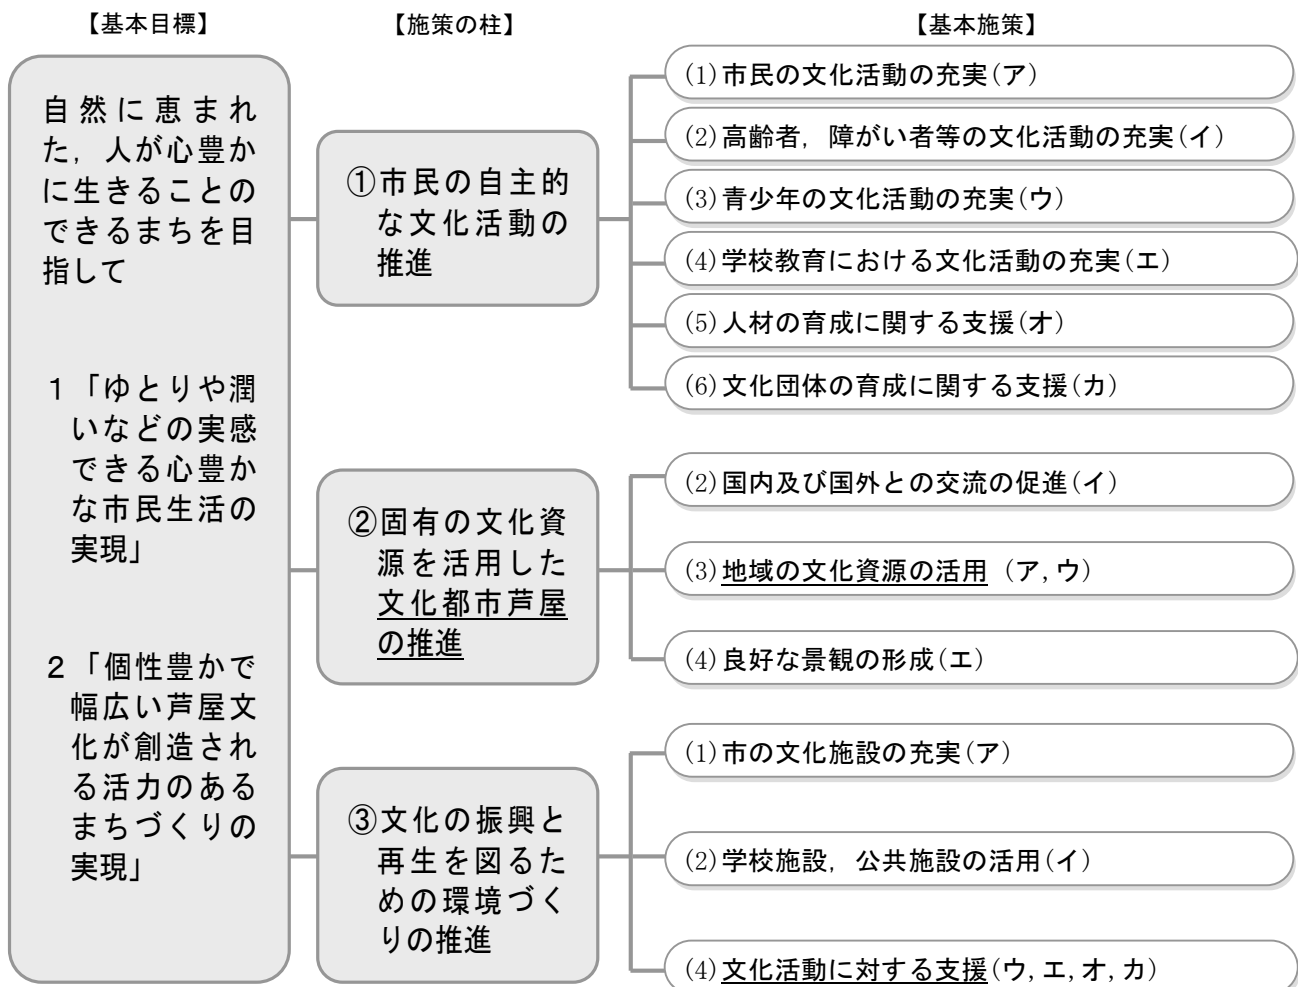 【基本目標】
【施策の柱】
【基本施策】
自然に恵まれ
た，人が心豊か
に生きることの
できるまちを目
指して
１「ゆとりや潤
いなどの実感
できる心豊か
な市民生活の
実現」
２「個性豊かで
幅広い芦屋文
化が創造され
る活力のある
まちづくりの
実現」
①市民の自主的
な文化活動の
推進
(1)市民の文化活動の充実(ア)
(2)高齢者，障がい者等の文化活動の充実(イ)
(3)青少年の文化活動の充実(ウ)
(4)学校教育における文化活動の充実(エ)
(5)人材の育成に関する支援(オ)
(6)文化団体の育成に関する支援(カ)
②固有の文化資
源を活用した
文化都市芦屋
の推進
(2)国内及び国外との交流の促進(イ)
(3)地域の文化資源の活用 (ア,ウ)
(4)良好な景観の形成(エ)
③文化の振興と
再生を図るた
めの環境づく
りの推進
(1)市の文化施設の充実(ア)
(2)学校施設，公共施設の活用(イ)
(4)文化活動に対する支援(ウ,エ,オ,カ)